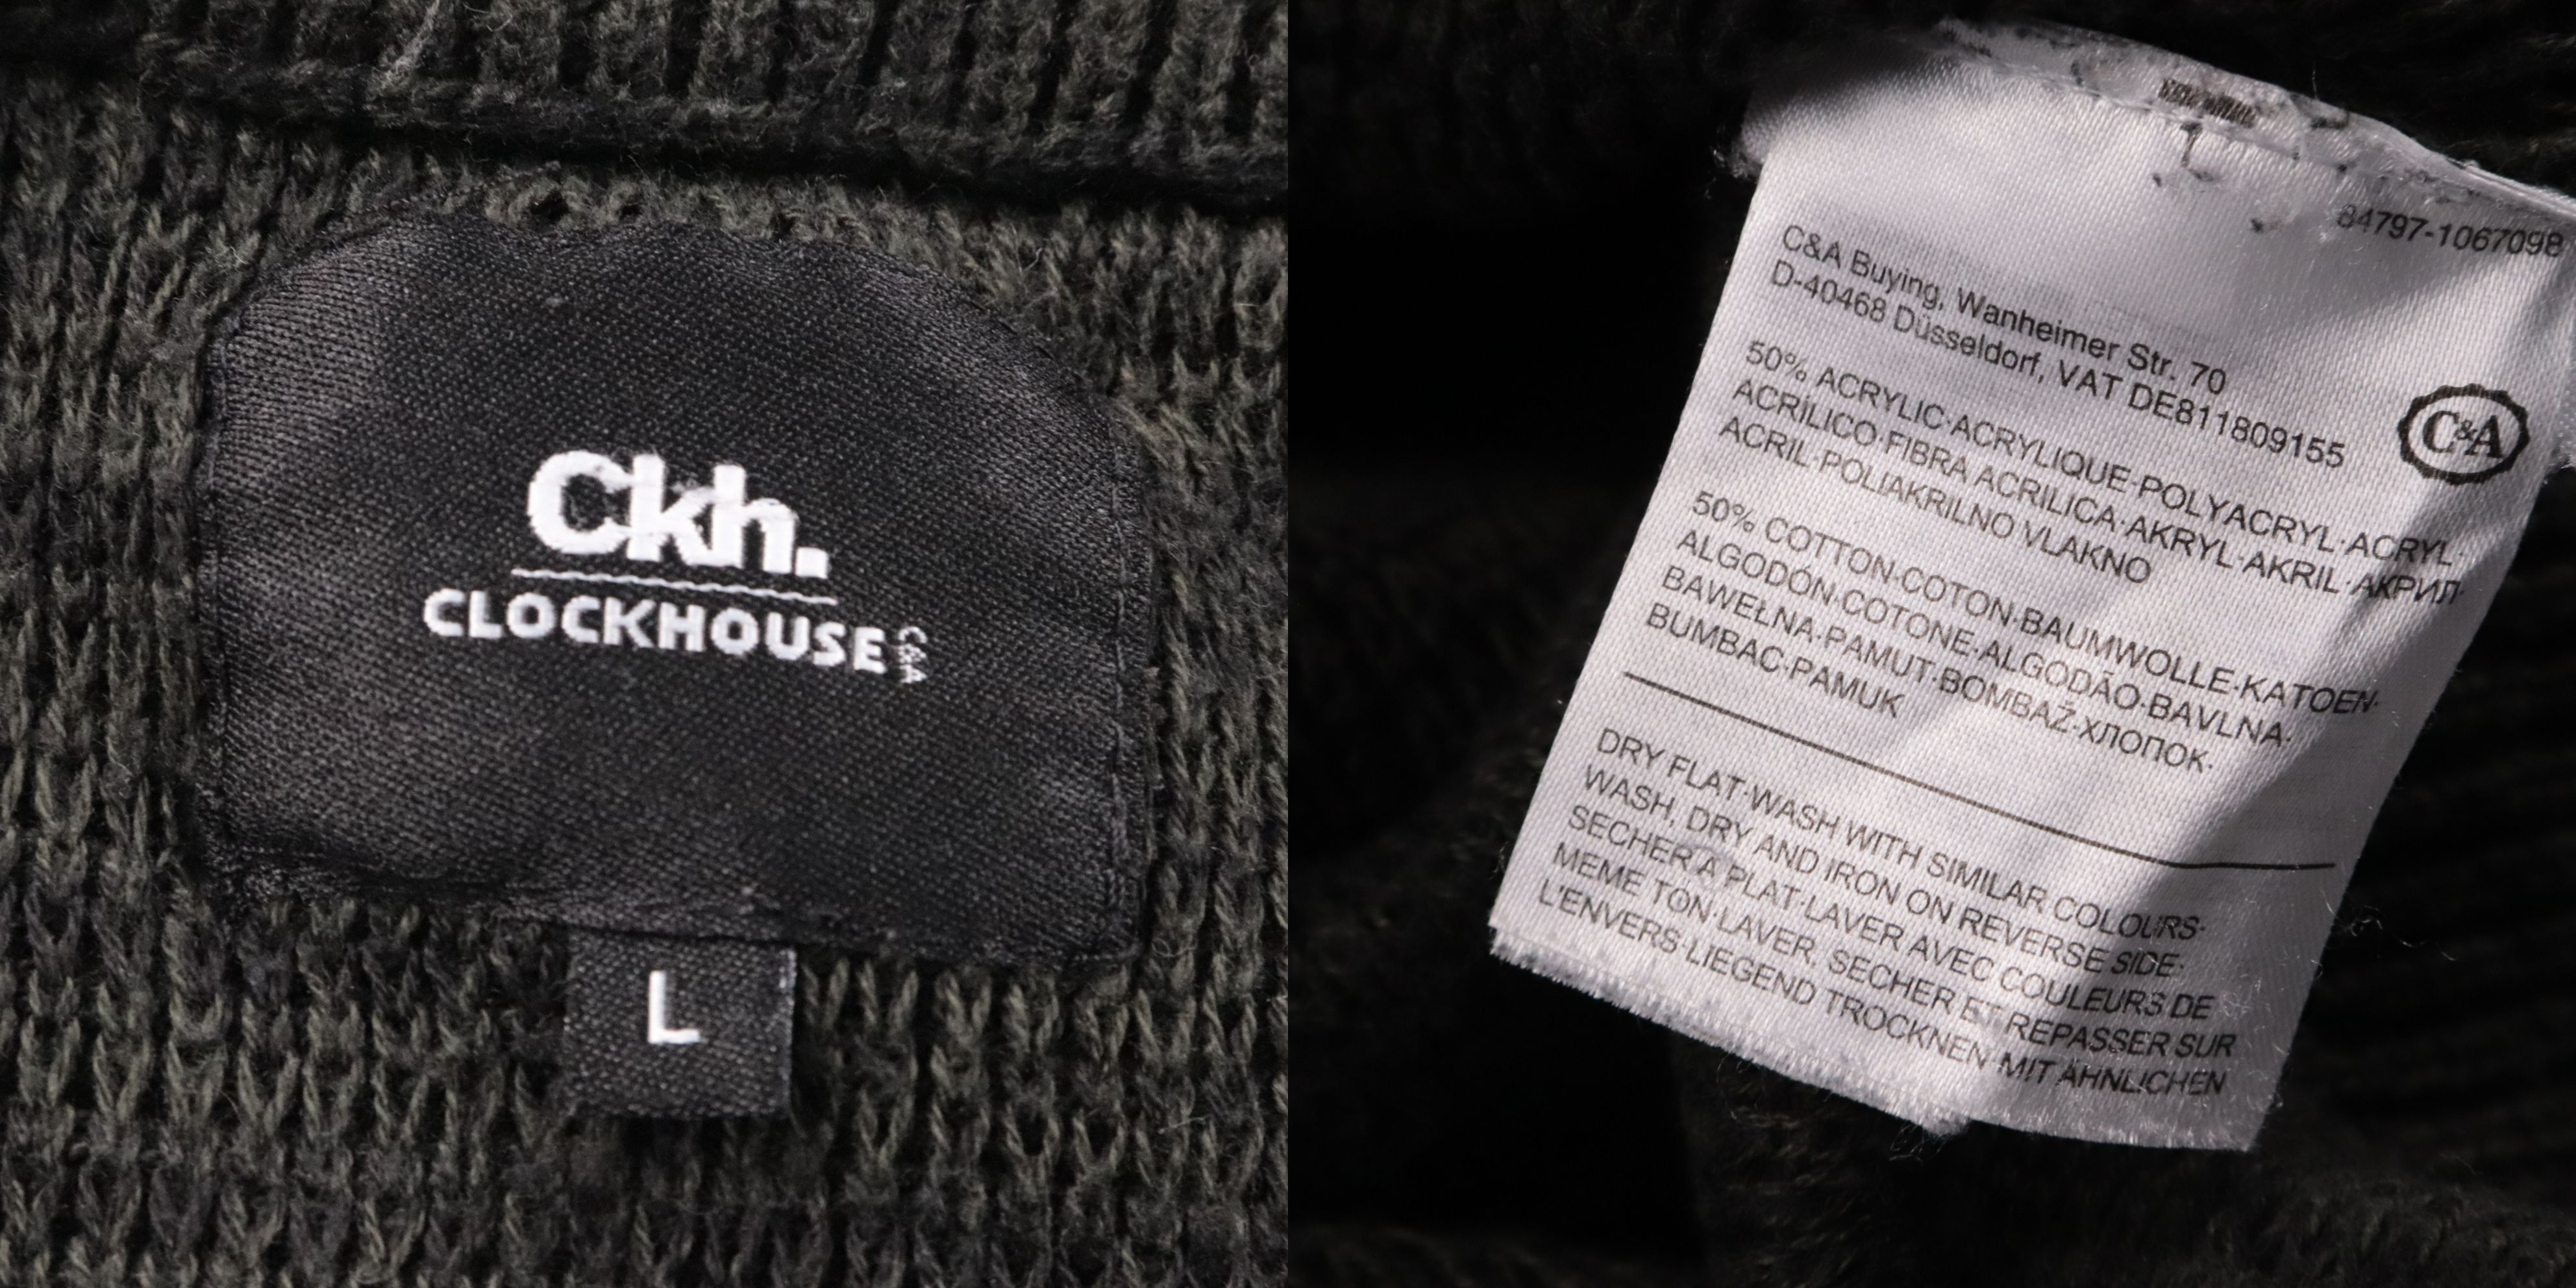 Ckh.
CLOCKHOUSE
C&A
L
84797-1067098
C&A Buying, Wanheimer Str. 70
D-40468 Düsseldorf, VAT DE811809155
C&A
50% ACRYLIC·ACRYLIQUE·POLYACRYL·ACRYL·
ACRÍLICO·FIBRA ACRILICA·AKRYL·AKRIL·АКРИЛ·
ACRIL·POLIAKRILNO VLAKNO
50% COTTON·COTON·BAUMWOLLE·KATOEN·
ALGODÓN·COTONE·ALGODÃO·BAVLNA·
BAWEŁNA·PAMUT·BOMBAŽ·ХЛОПОК·
BUMBAC·PAMUK
DRY FLAT·WASH WITH SIMILAR COLOURS·
WASH, DRY AND IRON ON REVERSE SIDE·
SECHER A PLAT·LAVER AVEC COULEURS DE
MEME TON·LAVER, SECHER ET REPASSER SUR
L'ENVERS·LIEGEND TROCKNEN·MIT ÄHNLICHEN